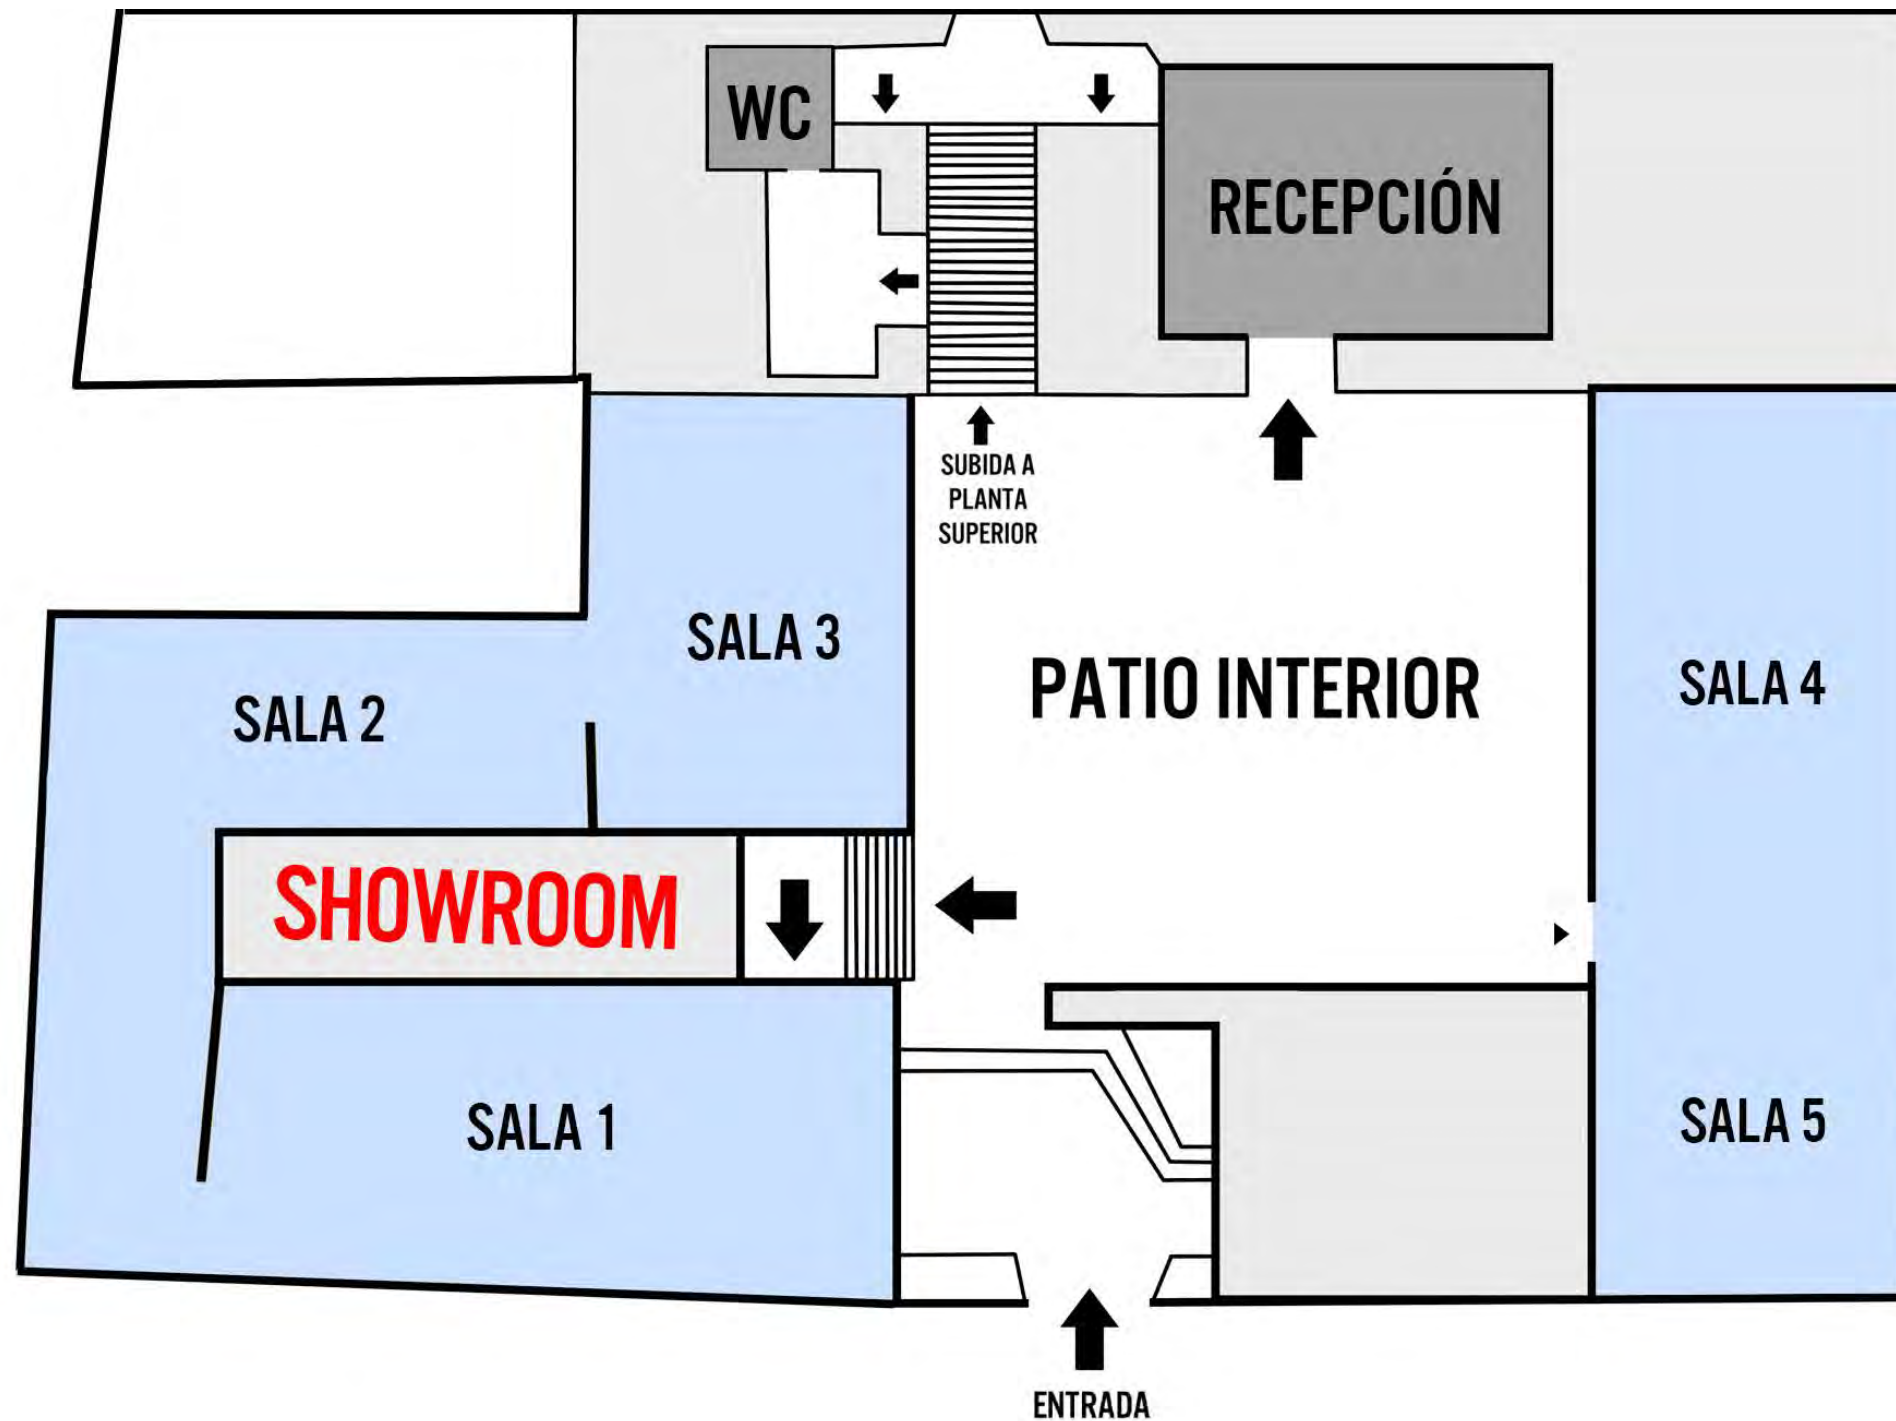 WC
RECEPCIÓN
SUBIDA A
PLANTA
SUPERIOR
SALA 3
SALA 2
PATIO INTERIOR
SALA 4
SHOWROOM
SALA 1
SALA 5
ENTRADA